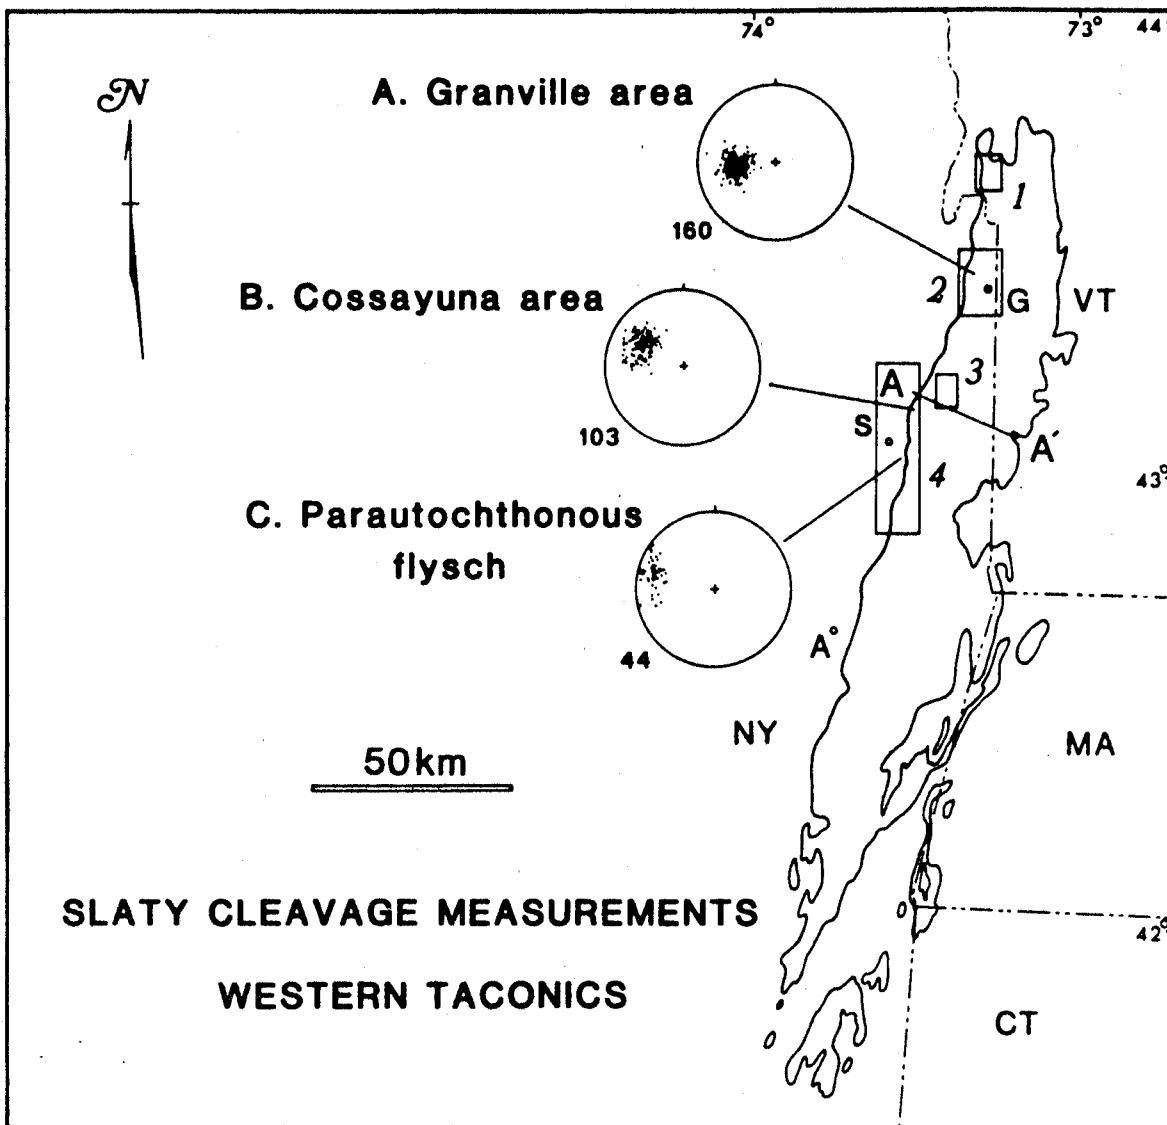 74°
73°
44°
N
A. Granville area
160
1
2
G
VT
B. Cossayuna area
103
A
3
S
A´
4
43°
C. Parautochthonous
flysch
44
A°
NY
MA
50km
SLATY CLEAVAGE MEASUREMENTS
WESTERN TACONICS
42°
CT